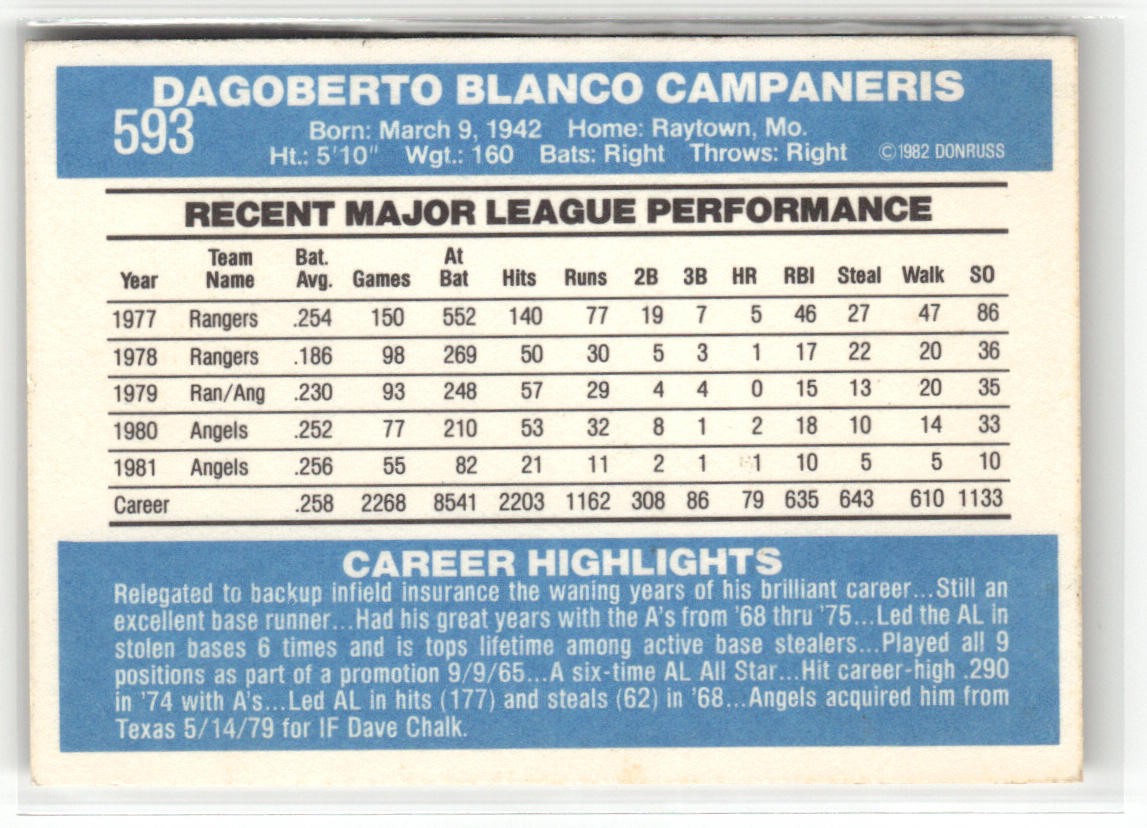 DAGOBERTO BLANCO CAMPANERIS
593
Born: March 9, 1942 Home: Raytown, Mo.
Ht.: 5'10" Wgt.: 160 Bats: Right Throws: Right ©1982 DONRUSS
RECENT MAJOR LEAGUE PERFORMANCE
Year Team Name Bat. Avg. Games At Bat Hits Runs 2B 3B HR RBI Steal Walk SO
1977 Rangers .254 150 552 140 77 19 7 5 46 27 47 86
1978 Rangers .186 98 269 50 30 5 3 1 17 22 20 36
1979 Ran/Ang .230 93 248 57 29 4 4 0 15 13 20 35
1980 Angels .252 77 210 53 32 8 1 2 18 10 14 33
1981 Angels .256 55 82 21 11 2 1 1 10 5 5 10
Career .258 2268 8541 2203 1162 308 86 79 635 643 610 1133
CAREER HIGHLIGHTS
Relegated to backup infield insurance the waning years of his brilliant career...Still an
excellent base runner...Had his great years with the A's from '68 thru '75...Led the AL in
stolen bases 6 times and is tops lifetime among active base stealers...Played all 9
positions as part of a promotion 9/9/65...A six-time AL All Star...Hit career-high .290
in '74 with A's...Led AL in hits (177) and steals (62) in '68...Angels acquired him from
Texas 5/14/79 for IF Dave Chalk.